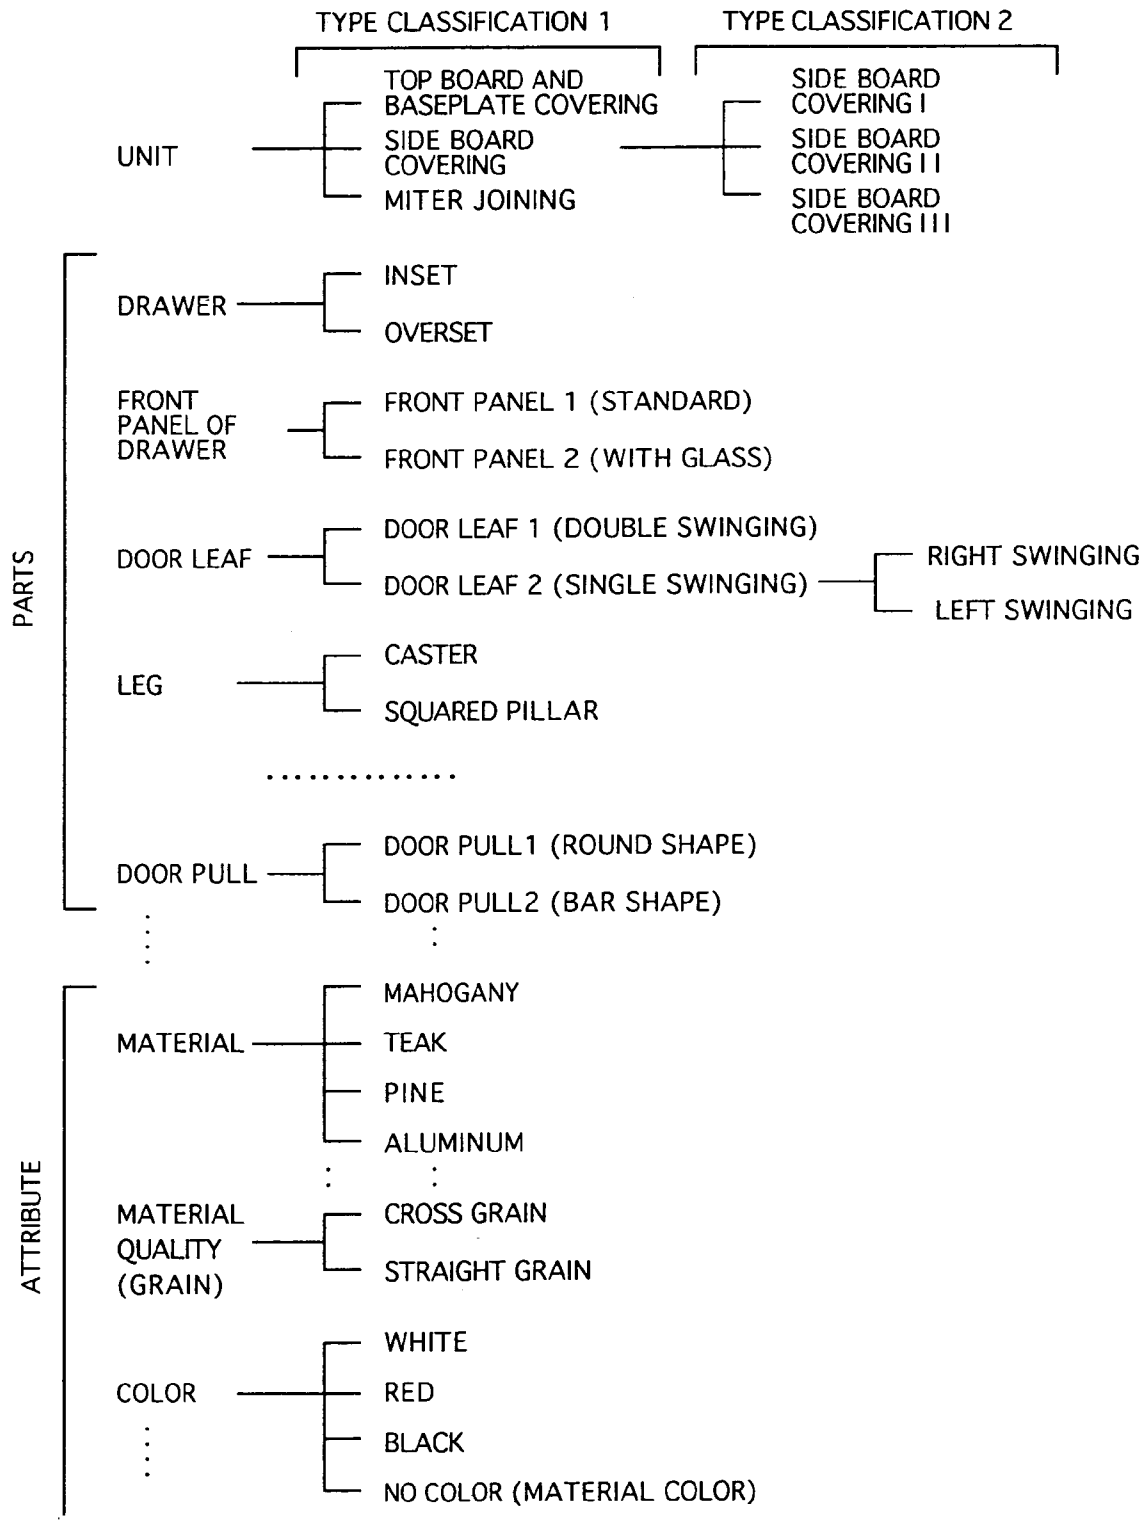 TYPE CLASSIFICATION 1
TYPE CLASSIFICATION 2
UNIT
TOP BOARD AND
BASEPLATE COVERING
SIDE BOARD
COVERING
MITER JOINING
SIDE BOARD
COVERING I
SIDE BOARD
COVERING I I
SIDE BOARD
COVERING I I I
PARTS
DRAWER
INSET
OVERSET
FRONT
PANEL OF
DRAWER
FRONT PANEL 1 (STANDARD)
FRONT PANEL 2 (WITH GLASS)
DOOR LEAF
DOOR LEAF 1 (DOUBLE SWINGING)
DOOR LEAF 2 (SINGLE SWINGING)
RIGHT SWINGING
LEFT SWINGING
LEG
CASTER
SQUARED PILLAR
DOOR PULL
DOOR PULL1 (ROUND SHAPE)
DOOR PULL2 (BAR SHAPE)
ATTRIBUTE
MATERIAL
MAHOGANY
TEAK
PINE
ALUMINUM
MATERIAL
QUALITY
(GRAIN)
CROSS GRAIN
STRAIGHT GRAIN
COLOR
WHITE
RED
BLACK
NO COLOR (MATERIAL COLOR)